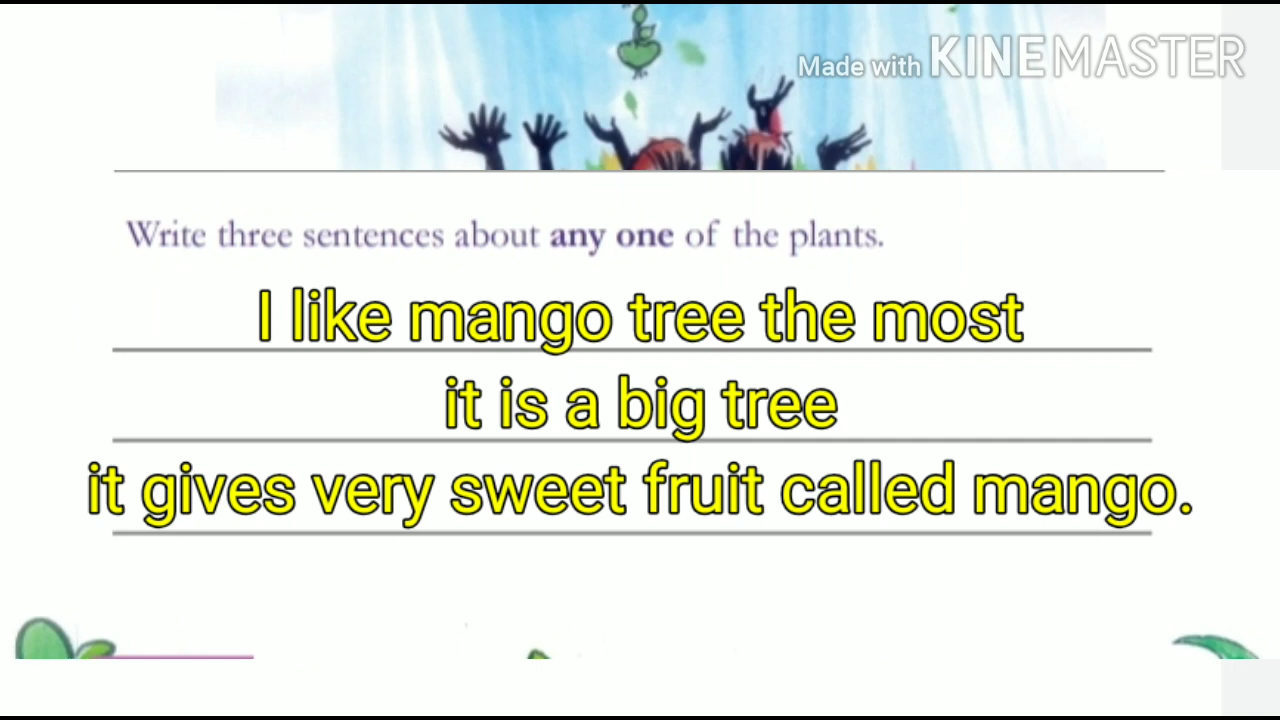 Made with KINEMASTER
Write three sentences about any one of the plants.
I like mango tree the most
it is a big tree
it gives very sweet fruit called mango.